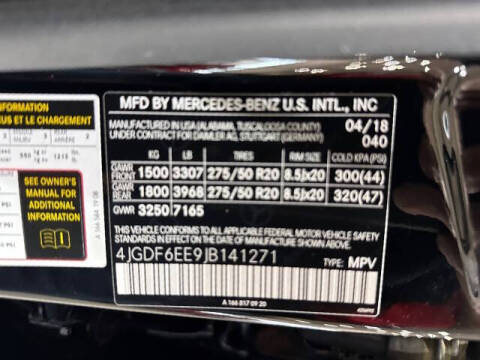 INFORMATION
US ET LE CHARGEMENT
SEE OWNER'S
MANUAL FOR
ADDITIONAL
INFORMATION
A 166 584 19 08
MFD BY MERCEDES-BENZ U.S. INTL., INC
MANUFACTURED IN USA (ALABAMA, TUSCALOOSA COUNTY) 04/18
UNDER CONTRACT FOR DAIMLER AG, STUTTGART (GERMANY) 040
KG LB TIRES RIM SIZE COLD KPA (PSI)
GAWR FRONT 1500 3307 275/50 R20 8.5Jx20 300(44)
GAWR REAR 1800 3968 275/50 R20 8.5Jx20 320(47)
GVWR 3250 7165
THIS VEHICLE CONFORMS TO ALL APPLICABLE FEDERAL MOTOR VEHICLE SAFETY
STANDARDS IN EFFECT ON THE DATE OF MANUFACTURE SHOWN ABOVE.
4JGDF6EE9JB141271 TYPE: MPV
A 166 817 09 20